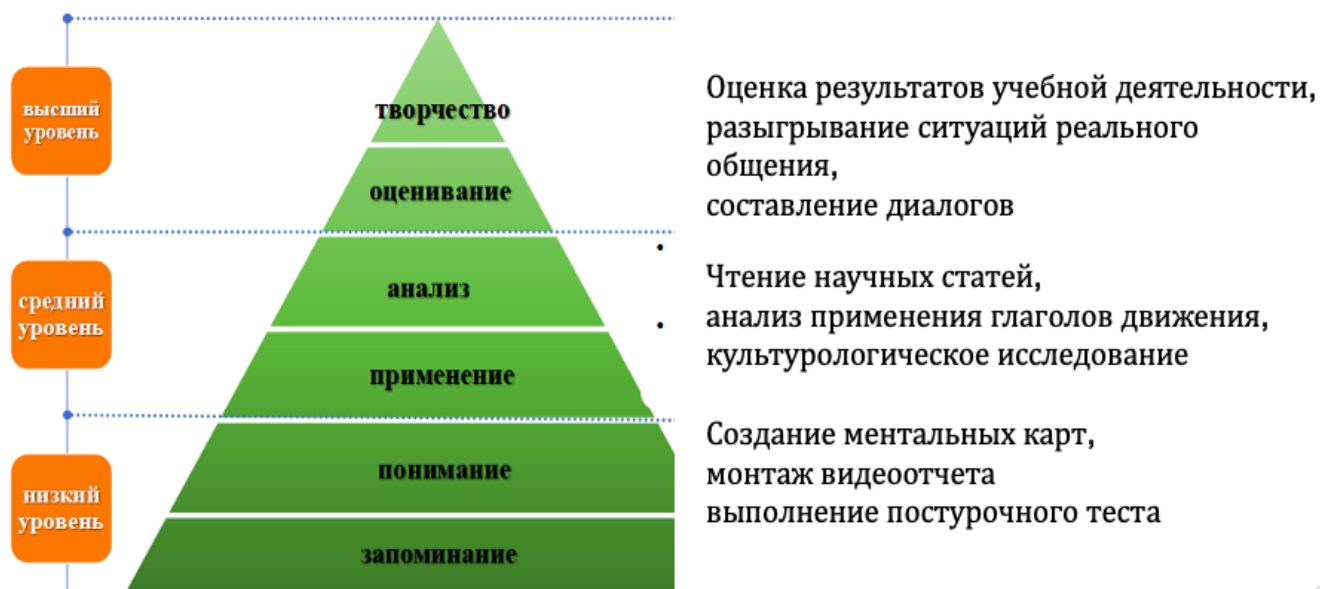 высший
уровень
творчество
оценивание
Оценка результатов учебной деятельности,
разыгрывание ситуаций реального
общения,
составление диалогов
средний
уровень
анализ
применение
• Чтение научных статей,
• анализ применения глаголов движения,
культурологическое исследование
низкий
уровень
понимание
запоминание
Создание ментальных карт,
монтаж видеоотчета
выполнение постурочного теста